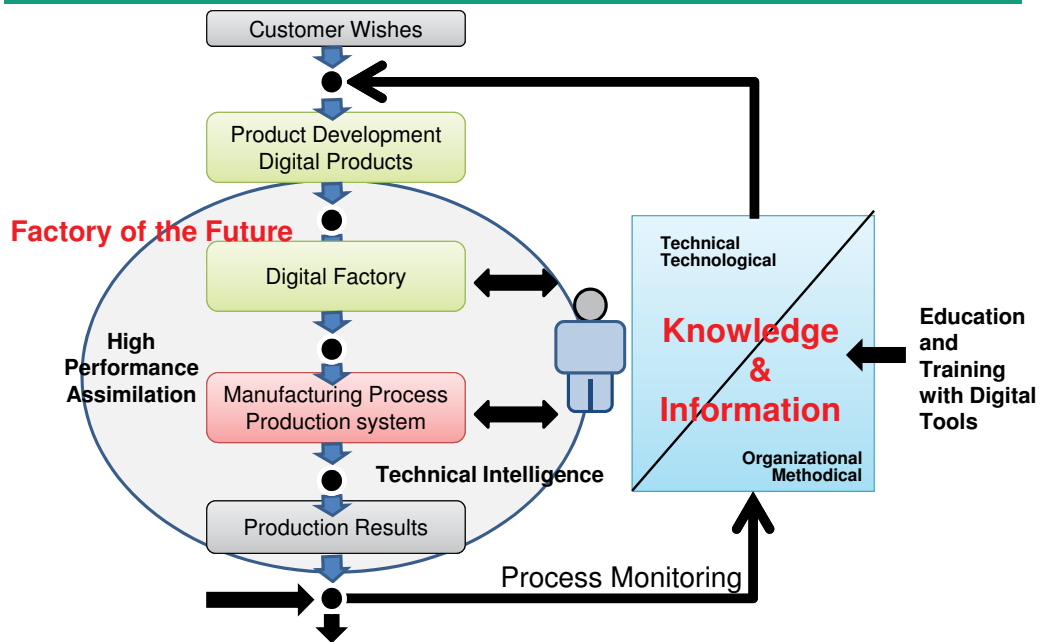 Customer Wishes
Product Development
Digital Products
Factory of the Future
Digital Factory
High
Performance
Assimilation
Manufacturing Process
Production system
Technical Intelligence
Production Results
Process Monitoring
Technical
Technological
Knowledge
&
Information
Organizational
Methodical
Education
and
Training
with Digital
Tools